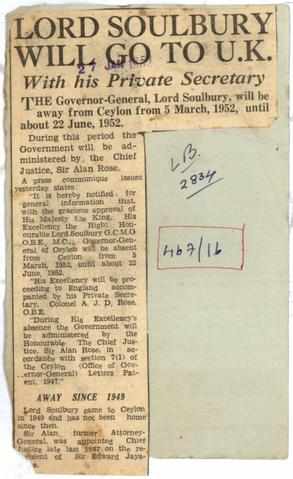 LORD SOULBURY
WILL GO TO U.K.
27 JAN
With his Private Secretary
THE Governor-General, Lord Soulbury, will be
away from Ceylon from 5 March, 1952, until
about 22 June, 1952.
During this period the
Government will be ad-
ministered by the Chief
Justice, Sir Alan Rose.
A press communique issued
yesterday states:
"It is hereby notified for
general information that,
with the gracious approval of
His Majesty the King, His
Excellency the Right Hon-
ourable Lord Soulbury G.C.M.G
O.B.E., M.C., Governor-Gen-
eral of Ceylon will be absent
from Ceylon from 5
March, 1952, until about 22
June, 1952.
"His Excellency will be pro-
ceeding to England accom-
panied by his Private Secre-
tary, Colonel A. J. D. Rose,
O.B.E.
"During His Excellency's
absence the Government will
be administered by the
Honourable The Chief Jus-
tice, Sir Alan Rose, in ac-
cordance with section 7(1) of
the Ceylon (Office of Gov-
ernor-General) Letters Pa-
tent, 1947."
AWAY SINCE 1949
Lord Soulbury came to Ceylon
in 1949 and has not been home
since then.
Sir Alan, former Attorney-
General, was appointed Chief
Justice late last year on the re-
ment of Sir Edward Jaya-
e.
LB.
2834
467/16